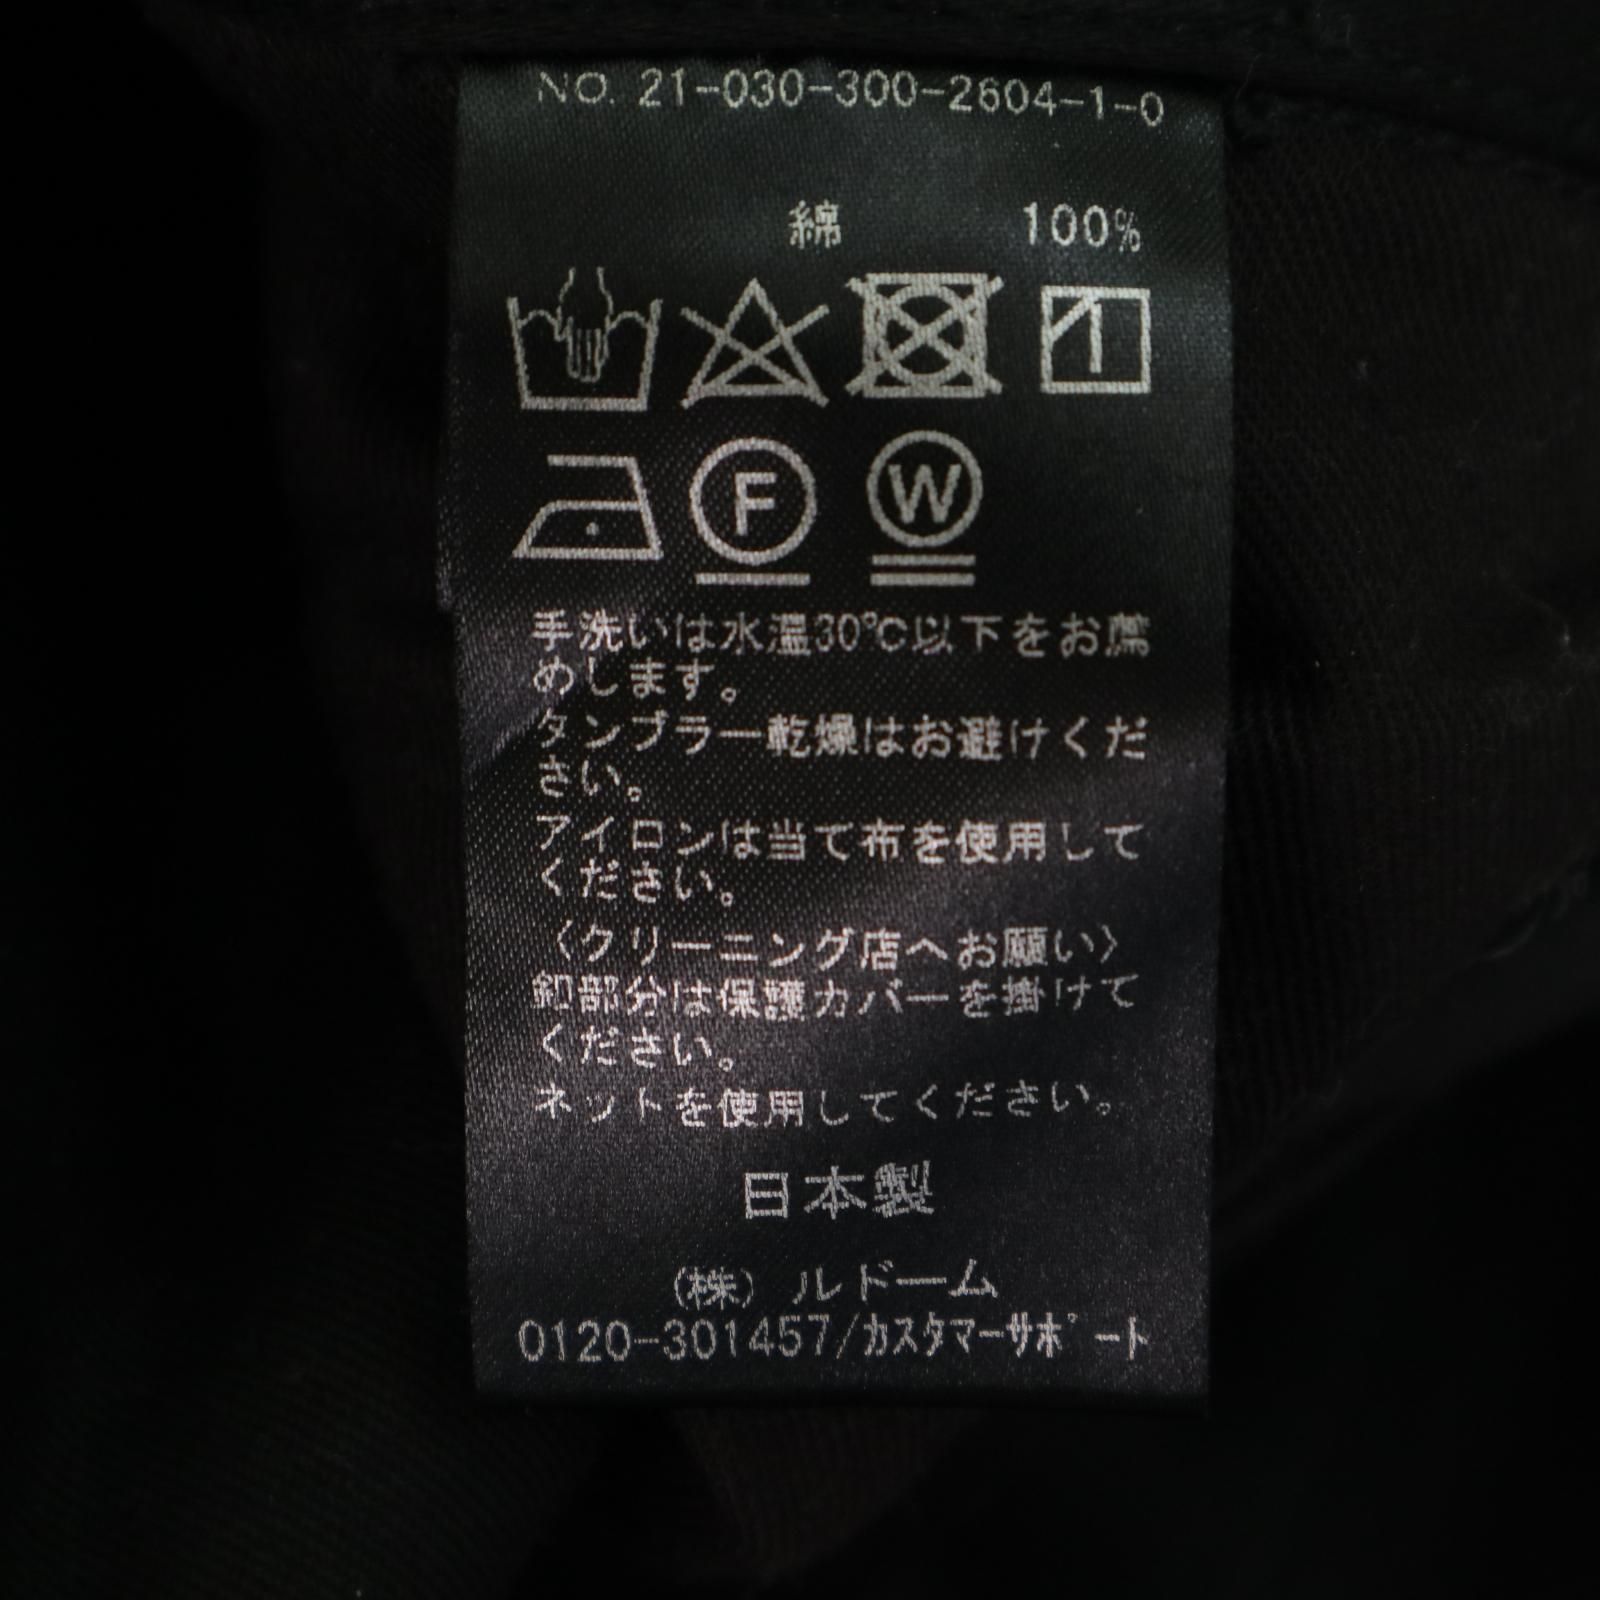 NO. 21-030-300-2604-1-0
綿 100%
F W
手洗いは水温30℃以下をお薦
めします。
タンブラー乾燥はお避けくだ
さい。
アイロンは当て布を使用して
ください。
〈クリーニング店へお願い〉
釦部分は保護カバーを掛けて
ください。
ネットを使用してください。
日本製
(株) ルドーム
0120-301457/カスタマーサポート